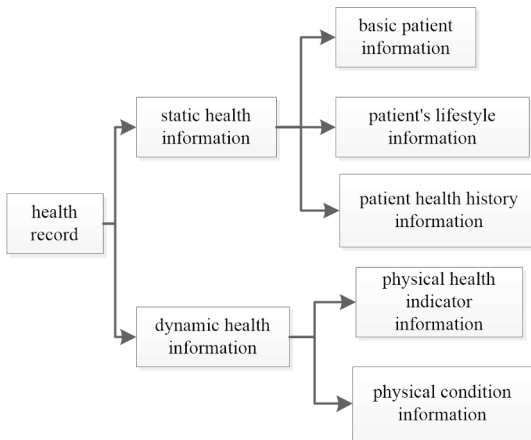 basic patient
information
static health
information
patient's lifestyle
information
patient health history
information
health
record
dynamic health
information
physical health
indicator
information
physical condition
information